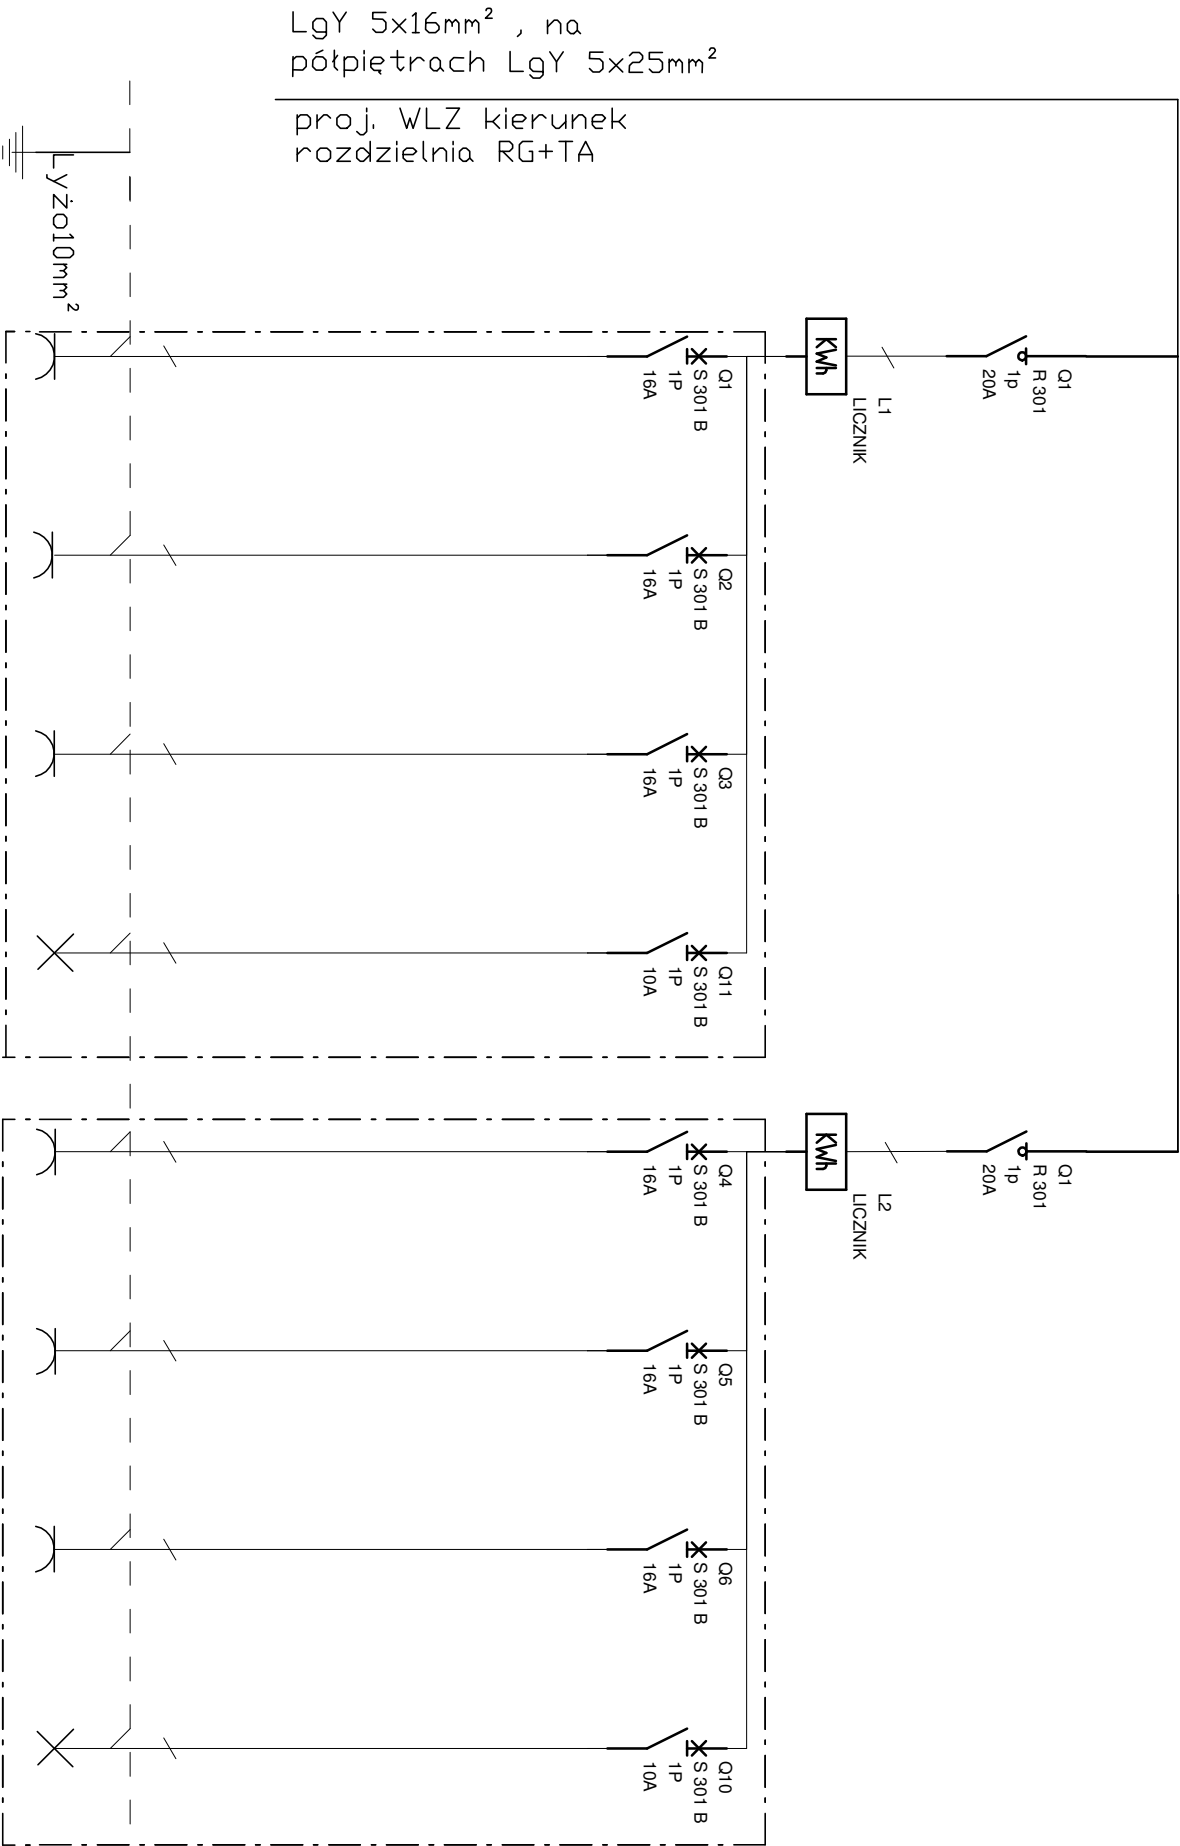 LgY 5x16mm² , na
półpiętrach LgY 5x25mm²
proj. WLZ kierunek
rozdzielnia RG+TA
Lyżo10mm²
Q1
R 301
1p
20A
L1
LICZNIK
KWh
Q1
S 301 B
1P
16A
Q2
S 301 B
1P
16A
Q3
S 301 B
1P
16A
Q11
S 301 B
1P
10A
Q1
R 301
1p
20A
L2
LICZNIK
KWh
Q4
S 301 B
1P
16A
Q5
S 301 B
1P
16A
Q6
S 301 B
1P
16A
Q10
S 301 B
1P
10A